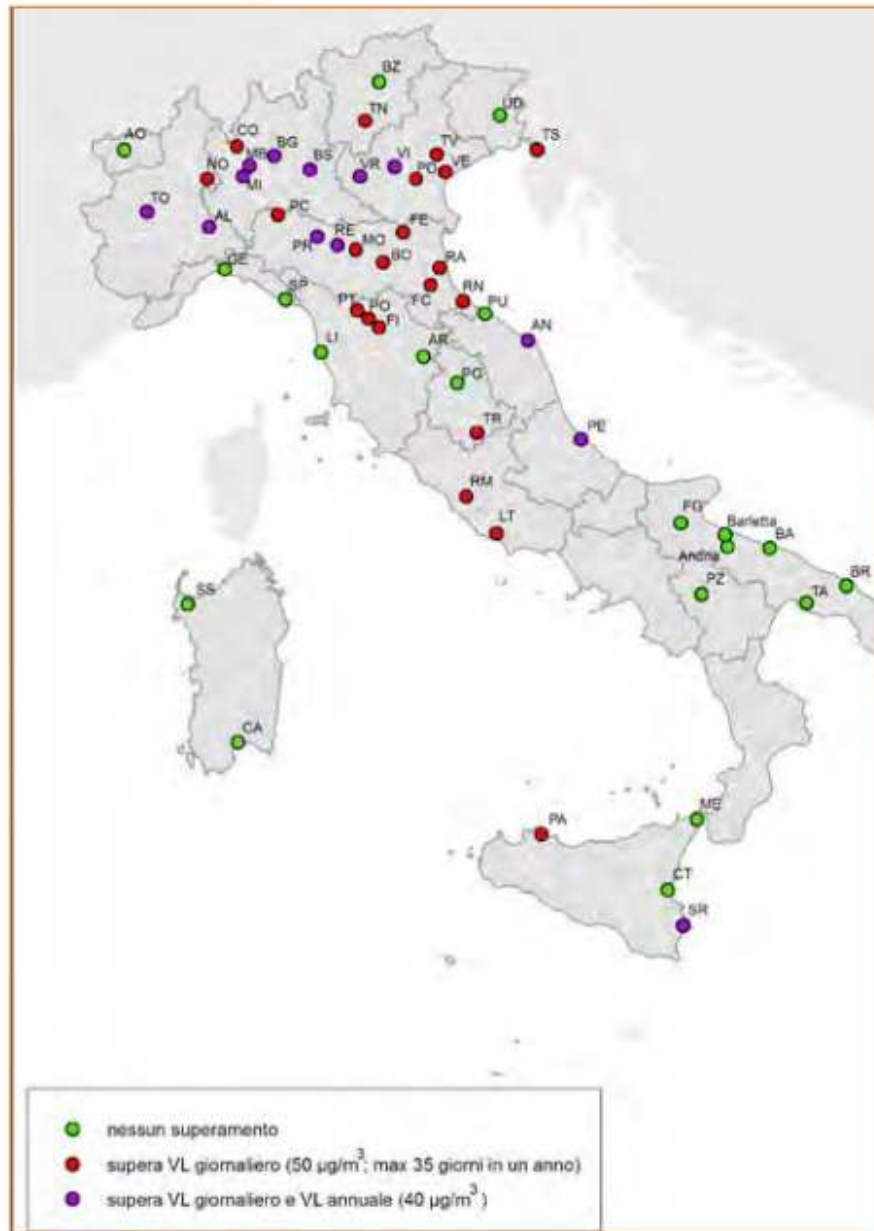 BZ
UD
TN
AO
CO
TV
TS
MB
BG
VI
BS
VR
VE
NO
MI
PO
TO
PC
FE
AL
RE
PR
MO
BO
RA
GE
FC
RN
SP
PT
PO
PU
FI
AN
LI
AR
PG
TR
PE
RM
LT
FG
Barletta
BA
Andria
BR
PZ
TA
SS
CA
ME
PA
CT
SR
nessun superamento
supera VL giornaliero (50 µg/m³; max 35 giorni in un anno)
supera VL giornaliero e VL annuale (40 µg/m³)